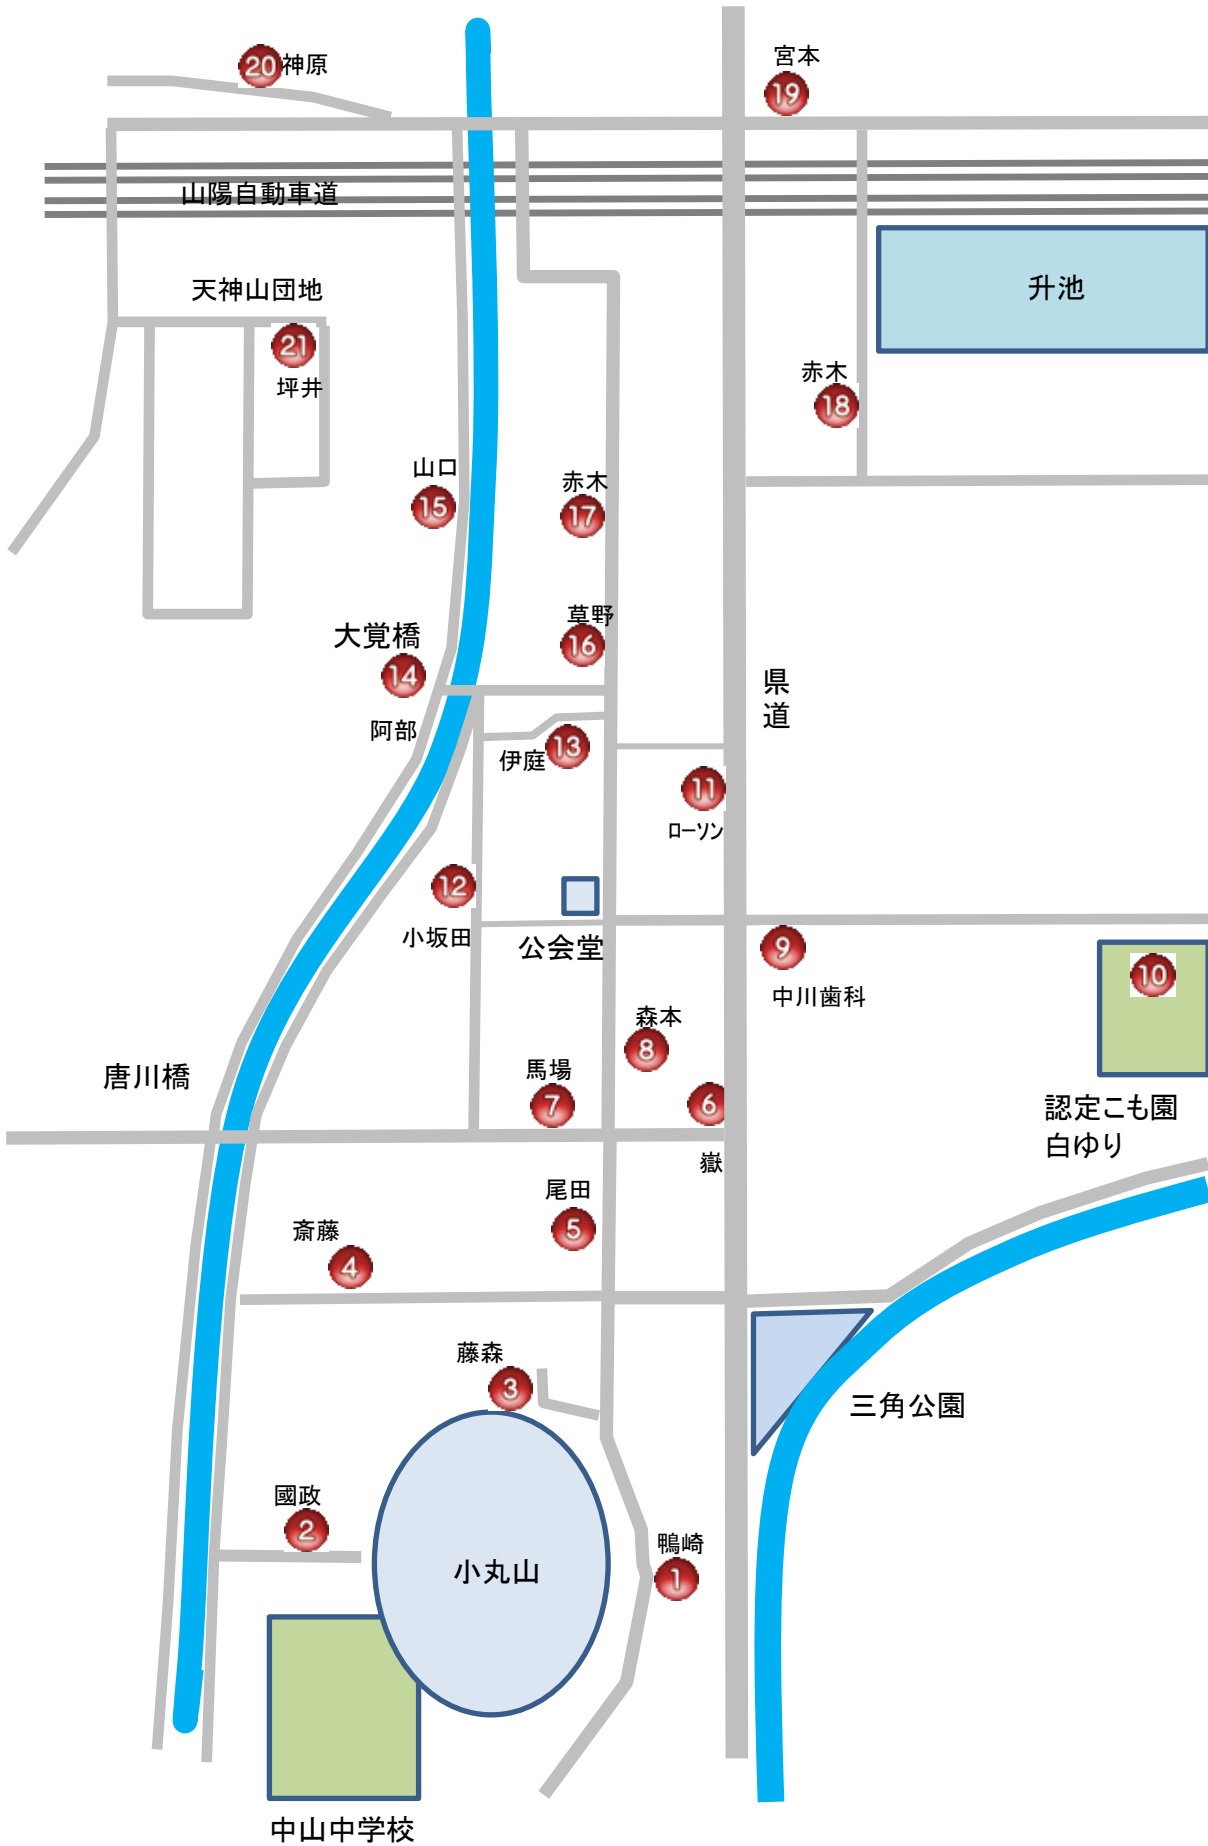 宮本
⑲
⑳神原
山陽自動車道
天神山団地
㉑
坪井
升池
赤木
⑱
山口
⑮
赤木
⑰
草野
⑯
大覚橋
⑭
阿部
県道
伊庭
⑬
⑪
ローソン
⑫
小坂田
公会堂
⑨
中川歯科
⑩
認定こも園
白ゆり
森本
⑧
馬場
⑦
⑥
嶽
唐川橋
尾田
⑤
斎藤
④
藤森
③
三角公園
國政
②
小丸山
鴨崎
①
中山中学校